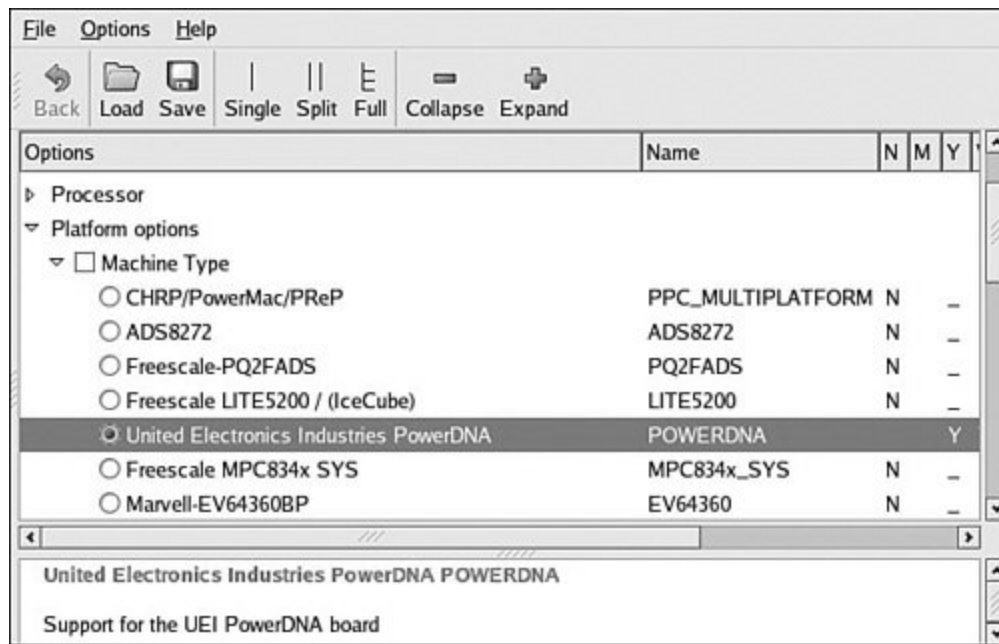 File Options Help
Back Load Save Single Split Full Collapse Expand
Options Name N M Y
Processor
Platform options
Machine Type
CHRP/PowerMac/PReP PPC_MULTIPLATFORM N _
ADS8272 ADS8272 N _
Freescale-PQ2FADS PQ2FADS N _
Freescale LITE5200 / (IceCube) LITE5200 N _
United Electronics Industries PowerDNA POWERDNA Y
Freescale MPC834x SYS MPC834x_SYS N _
Marvell-EV64360BP EV64360 N _
United Electronics Industries PowerDNA POWERDNA
Support for the UEI PowerDNA board